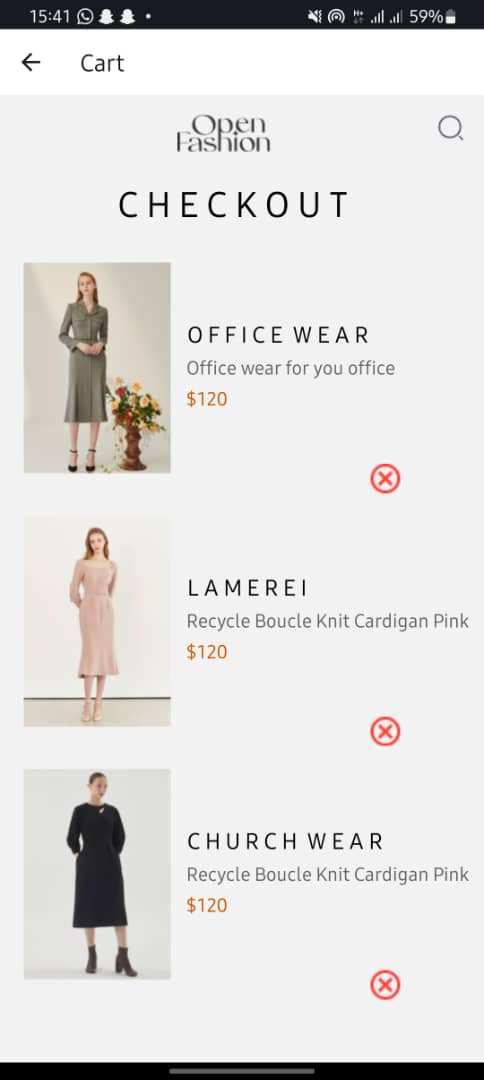 15:41
59%
Cart
Open
Fashion
CHECKOUT
OFFICE WEAR
Office wear for you office
$120
LAMEREI
Recycle Boucle Knit Cardigan Pink
$120
CHURCH WEAR
Recycle Boucle Knit Cardigan Pink
$120